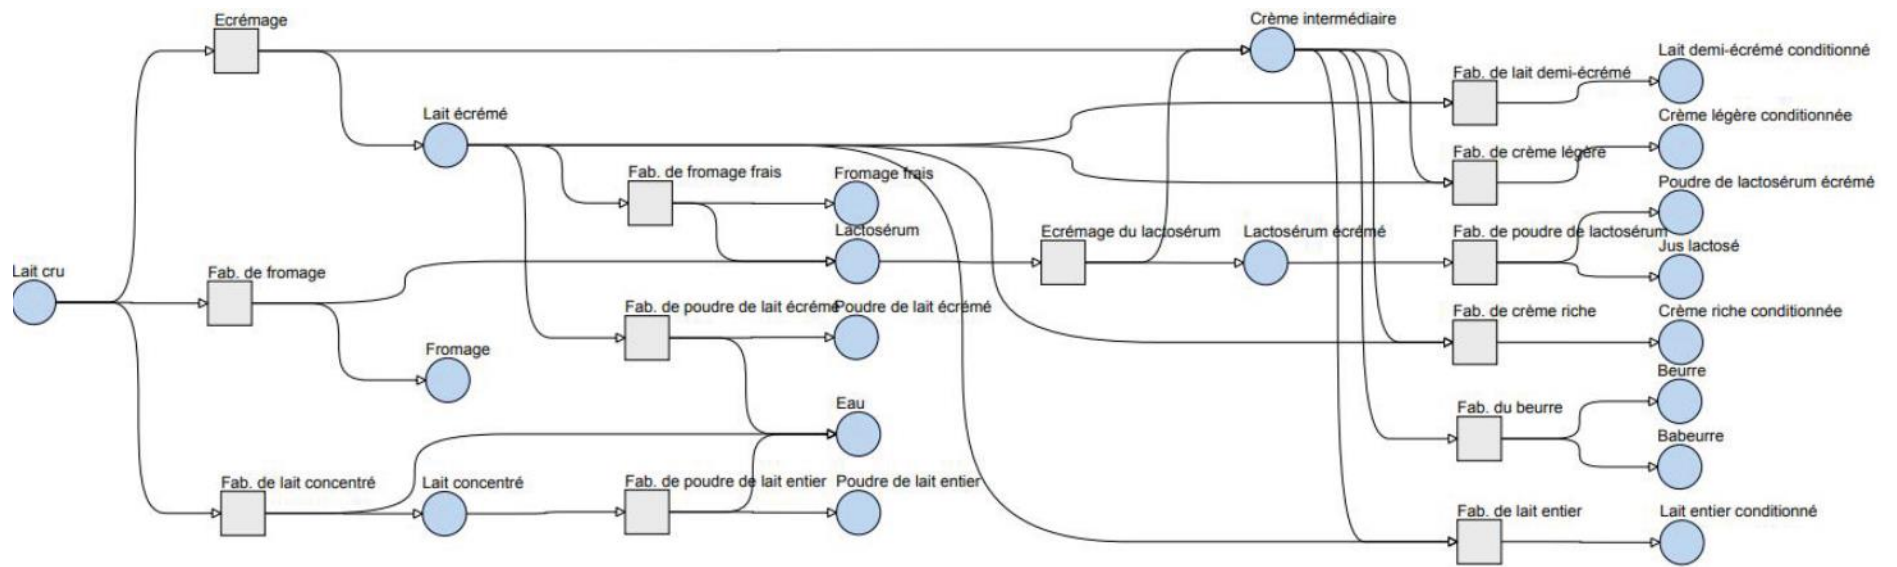 Ecrémage
Crème intermédiaire
Lait demi-écrémé conditionné
Fab. de lait demi-écrémé
Lait écrémé
Crème légère conditionnée
Fab. de crème légère
Fab. de fromage frais
Fromage frais
Poudre de lactosérum écrémé
Lactosérum
Ecrémage du lactosérum
Lactosérum écrémé
Fab. de poudre de lactosérum
Jus lactosé
Lait cru
Fab. de fromage
Fab. de poudre de lait écrémé
Poudre de lait écrémé
Fab. de crème riche
Crème riche conditionnée
Fromage
Beurre
Eau
Fab. du beurre
Babeurre
Fab. de lait concentré
Lait concentré
Fab. de poudre de lait entier
Poudre de lait entier
Fab. de lait entier
Lait entier conditionné